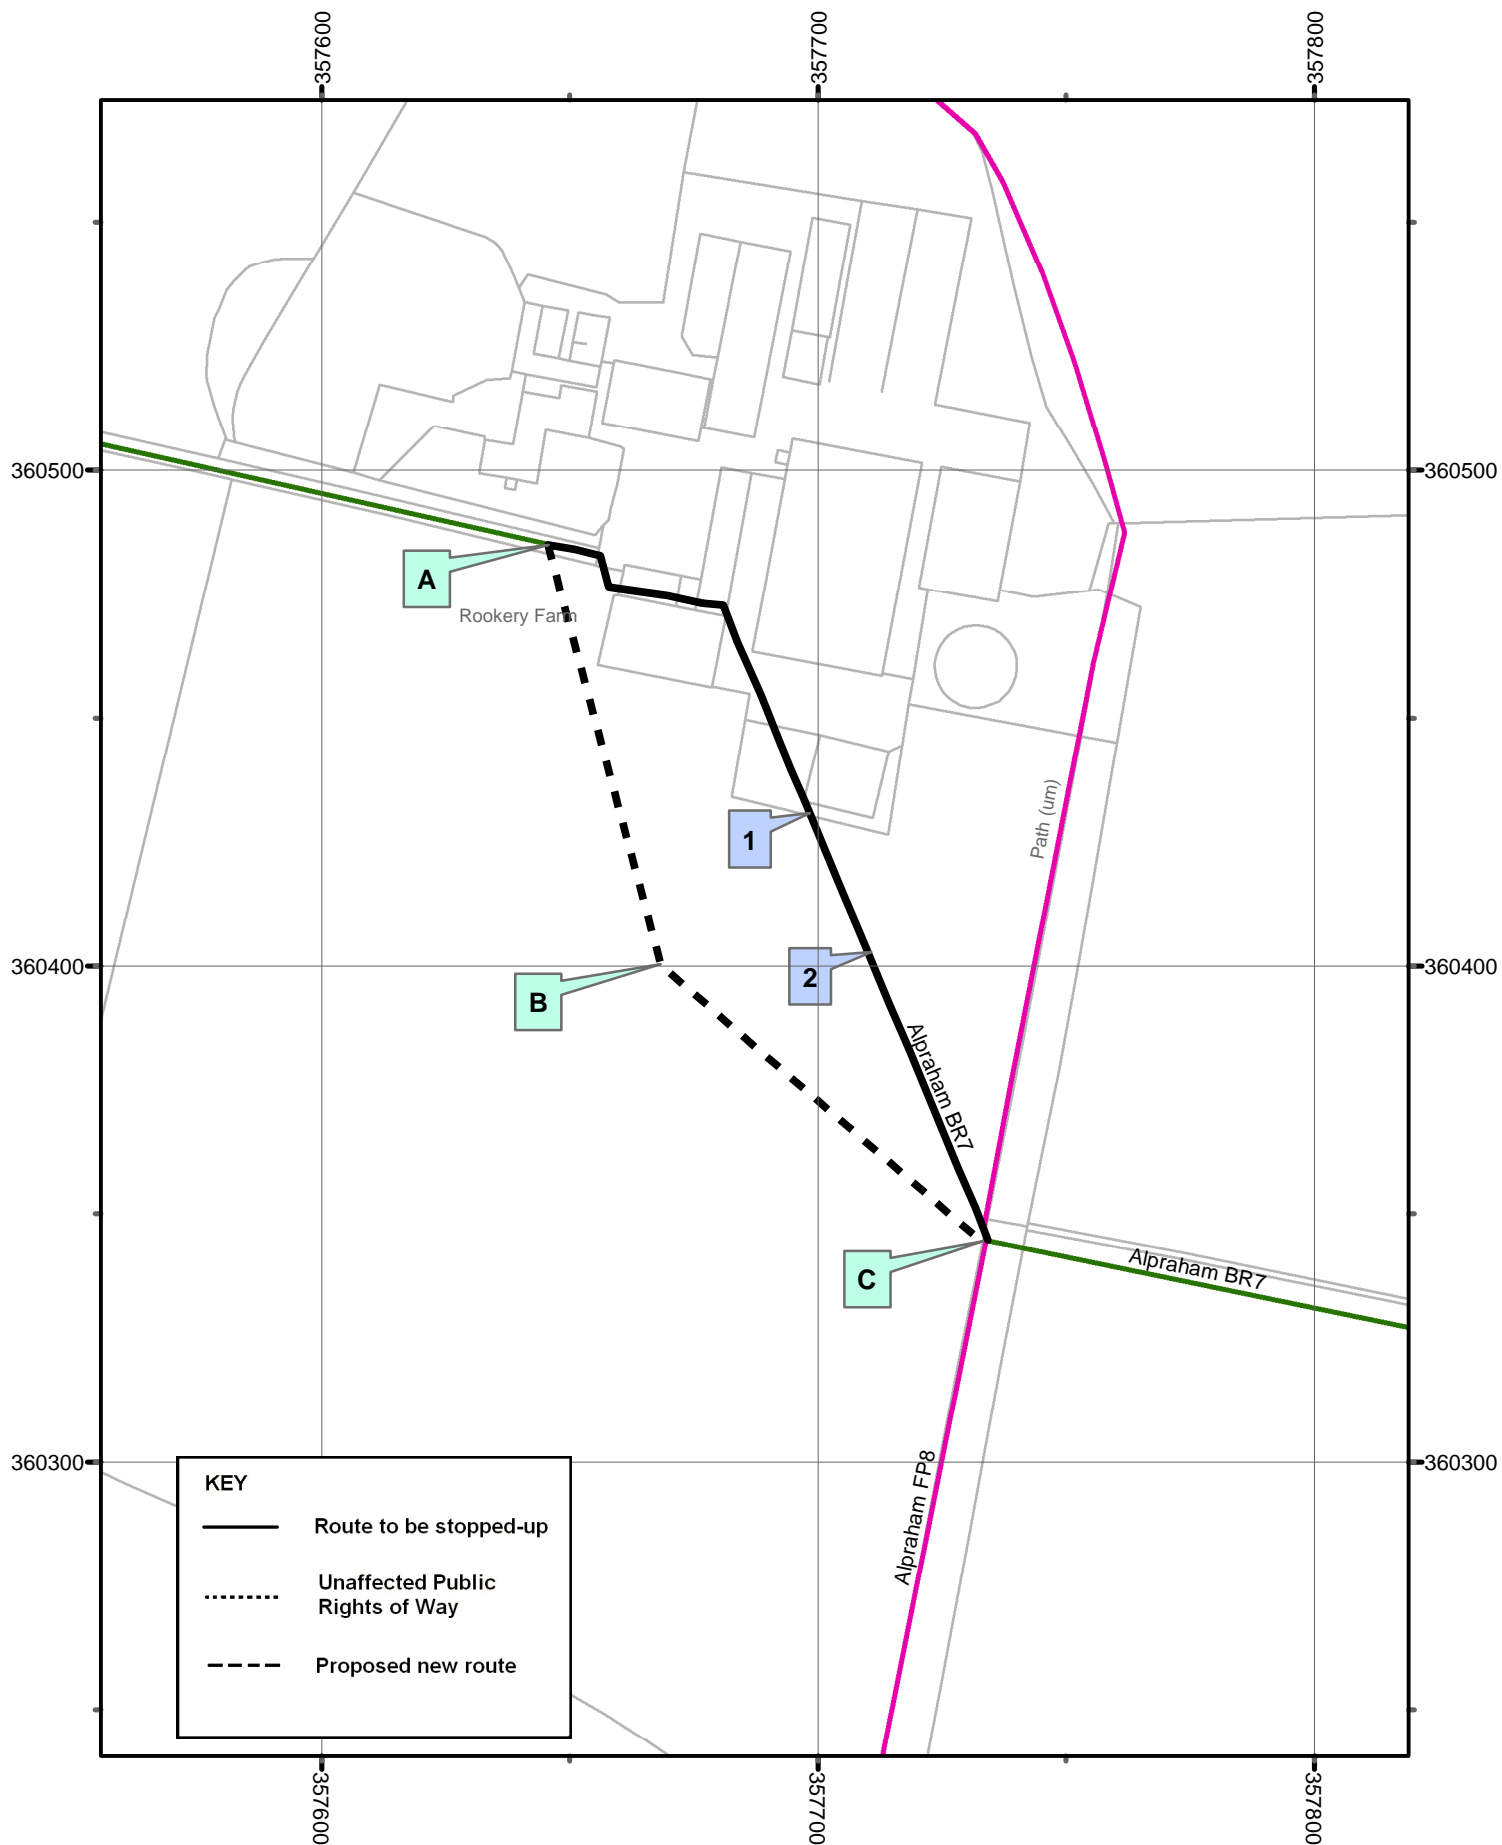 357600
357700
357800
360500
360500
A
Rookery Farm
1
Path (um)
360400
2
360400
B
Alpraham BR7
Alpraham BR7
C
360300
360300
Alpraham FP8
KEY
Route to be stopped-up
Unaffected Public
Rights of Way
Proposed new route
357600
357700
357800